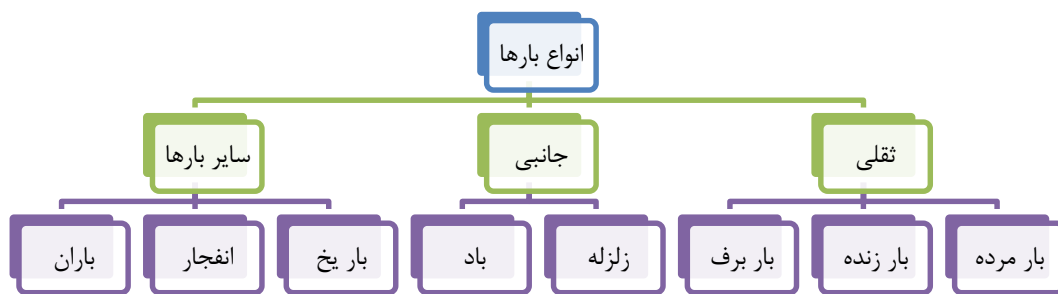 انواع بارها
ثقلی
جانبی
سایر بارها
بار مرده
بار زنده
بار برف
زلزله
باد
بار یخ
انفجار
باران